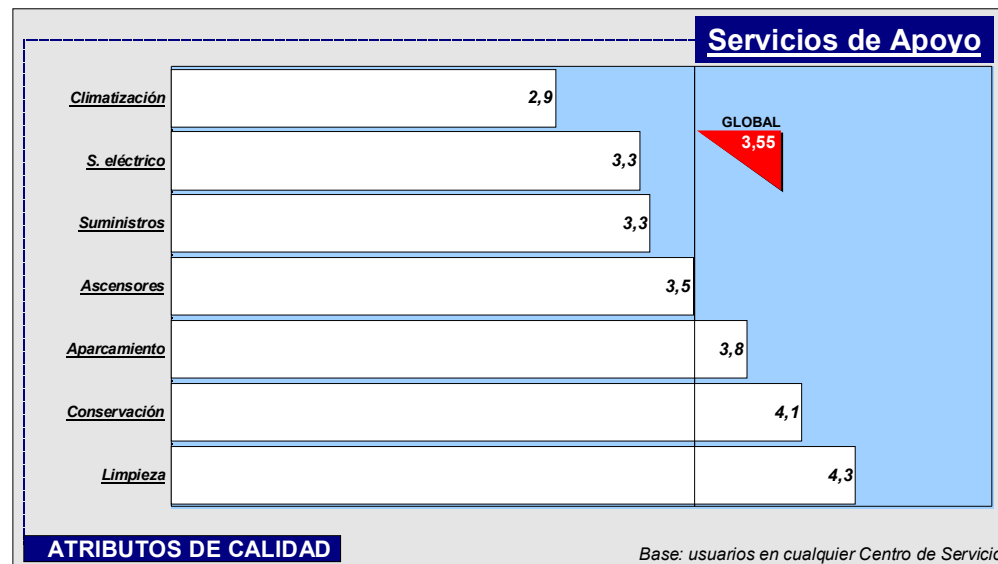 Servicios de Apoyo
Climatización
2,9
GLOBAL
3,55
S. eléctrico
3,3
Suministros
3,3
Ascensores
3,5
Aparcamiento
3,8
Conservación
4,1
Limpieza
4,3
ATRIBUTOS DE CALIDAD
Base: usuarios en cualquier Centro de Servicio